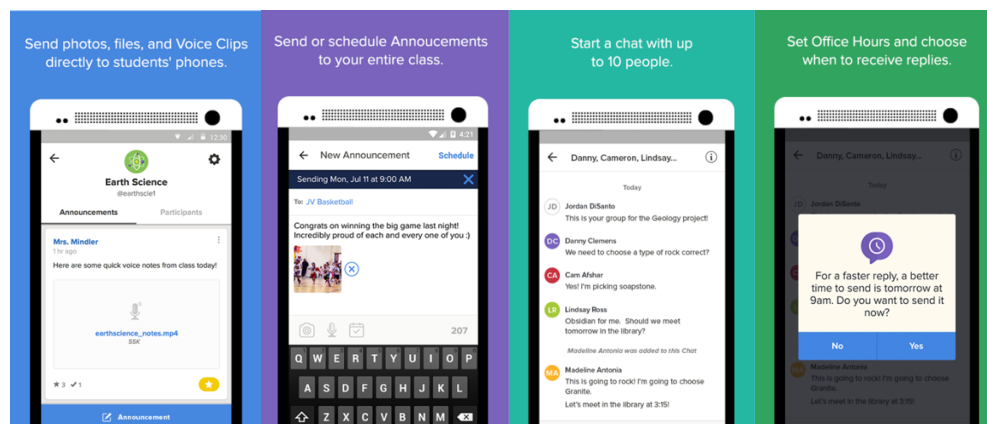 Send photos, files, and Voice Clips
directly to students' phones.
12:30
Earth Science
@earthscie1
Announcements
Participants
Mrs. Mindler
1 hr ago
Here are some quick voice notes from class today!
earthscience_notes.mp4
55K
3
1
Announcement
Send or schedule Annoucements
to your entire class.
4:21
New Announcement
Schedule
Sending Mon, Jul 11 at 9:00 AM
To: JV Basketball
Congrats on winning the big game last night!
Incredibly proud of each and every one of you :)
207
Q W E R T Y U I O P
A S D F G H J K L
Z X C V B N M
Start a chat with up
to 10 people.
Danny, Cameron, Lindsay...
Today
JD
Jordan DiSanto
This is your group for the Geology project!
DC
Danny Clemens
We need to choose a type of rock correct?
CA
Cam Afshar
Yes! I'm picking soapstone.
LR
Lindsay Ross
Obsidian for me. Should we meet
tomorrow in the library?
Madeline Antonia was added to this Chat
MA
Madeline Antonia
This is going to rock! I'm going to choose
Granite.
Let's meet in the library at 3:15!
Set Office Hours and choose
when to receive replies.
Danny, Cameron, Lindsay...
Today
JD
Jordan DiSanto
For a faster reply, a better
time to send is tomorrow at
9am. Do you want to send it
now?
No
Yes
MA
Madeline Antonia
This is going to rock! I'm going to choose
Granite.
Let's meet in the library at 3:15!